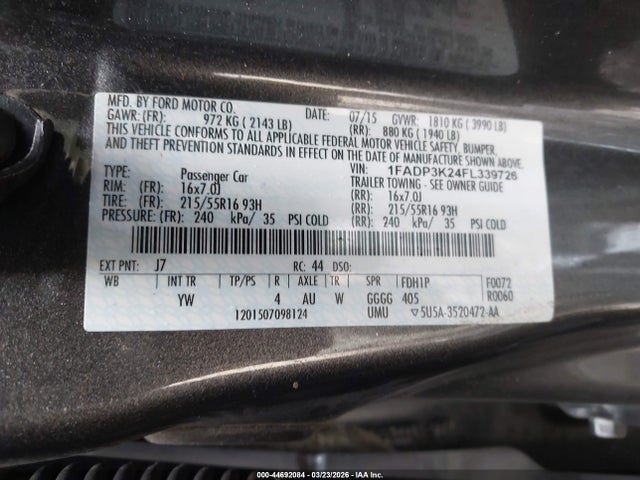 MFD. BY FORD MOTOR CO.
DATE: 07/15 GVWR: 1810 KG ( 3990 LB)
GAWR: (FR): 972 KG ( 2143 LB) (RR): 880 KG ( 1940 LB)
THIS VEHICLE CONFORMS TO ALL APPLICABLE FEDERAL MOTOR VEHICLE SAFETY, BUMPER,
AND THEFT PREVENTION STANDARDS IN EFFECT ON THE DATE OF MANUFACTURE SHOWN ABOVE.
VIN: 1FADP3K24FL339726
TYPE: Passenger Car TRAILER TOWING - SEE OWNER GUIDE
RIM: (FR): 16x7.0J (RR): 16x7.0J
TIRE: (FR): 215/55R16 93H (RR): 215/55R16 93H
PRESSURE: (FR): 240 kPa/ 35 PSI COLD (RR): 240 kPa/ 35 PSI COLD
EXT PNT: J7 RC: 44 DSO:
WB INT TR TP/PS R AXLE TR SPR FDH1P F0072
YW 4 AU W GGGG 405 R0060
1201507098124 UMU ▽5U5A-3520472-AA
000-44692084 | 03/23/2026 | IAA Inc.